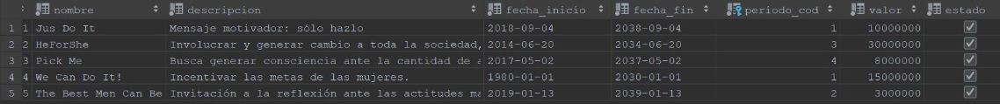 nombre descripcion fecha_inicio fecha_fin periodo_cod valor estado
1 1 Jus Do It Mensaje motivador: sólo hazlo 2018-09-04 2038-09-04 1 10000000
2 2 HeForShe Involucrar y generar cambio a toda la sociedad, 2014-06-20 2034-06-20 3 30000000
3 3 Pick Me Busca generar consciencia ante la cantidad de a 2017-05-02 2037-05-02 4 8000000
4 4 We Can Do It! Incentivar las metas de las mujeres. 1980-01-01 2030-01-01 1 15000000
5 5 The Best Men Can Be Invitación a la reflexión ante las actitudes ma 2019-01-13 2039-01-13 2 3000000